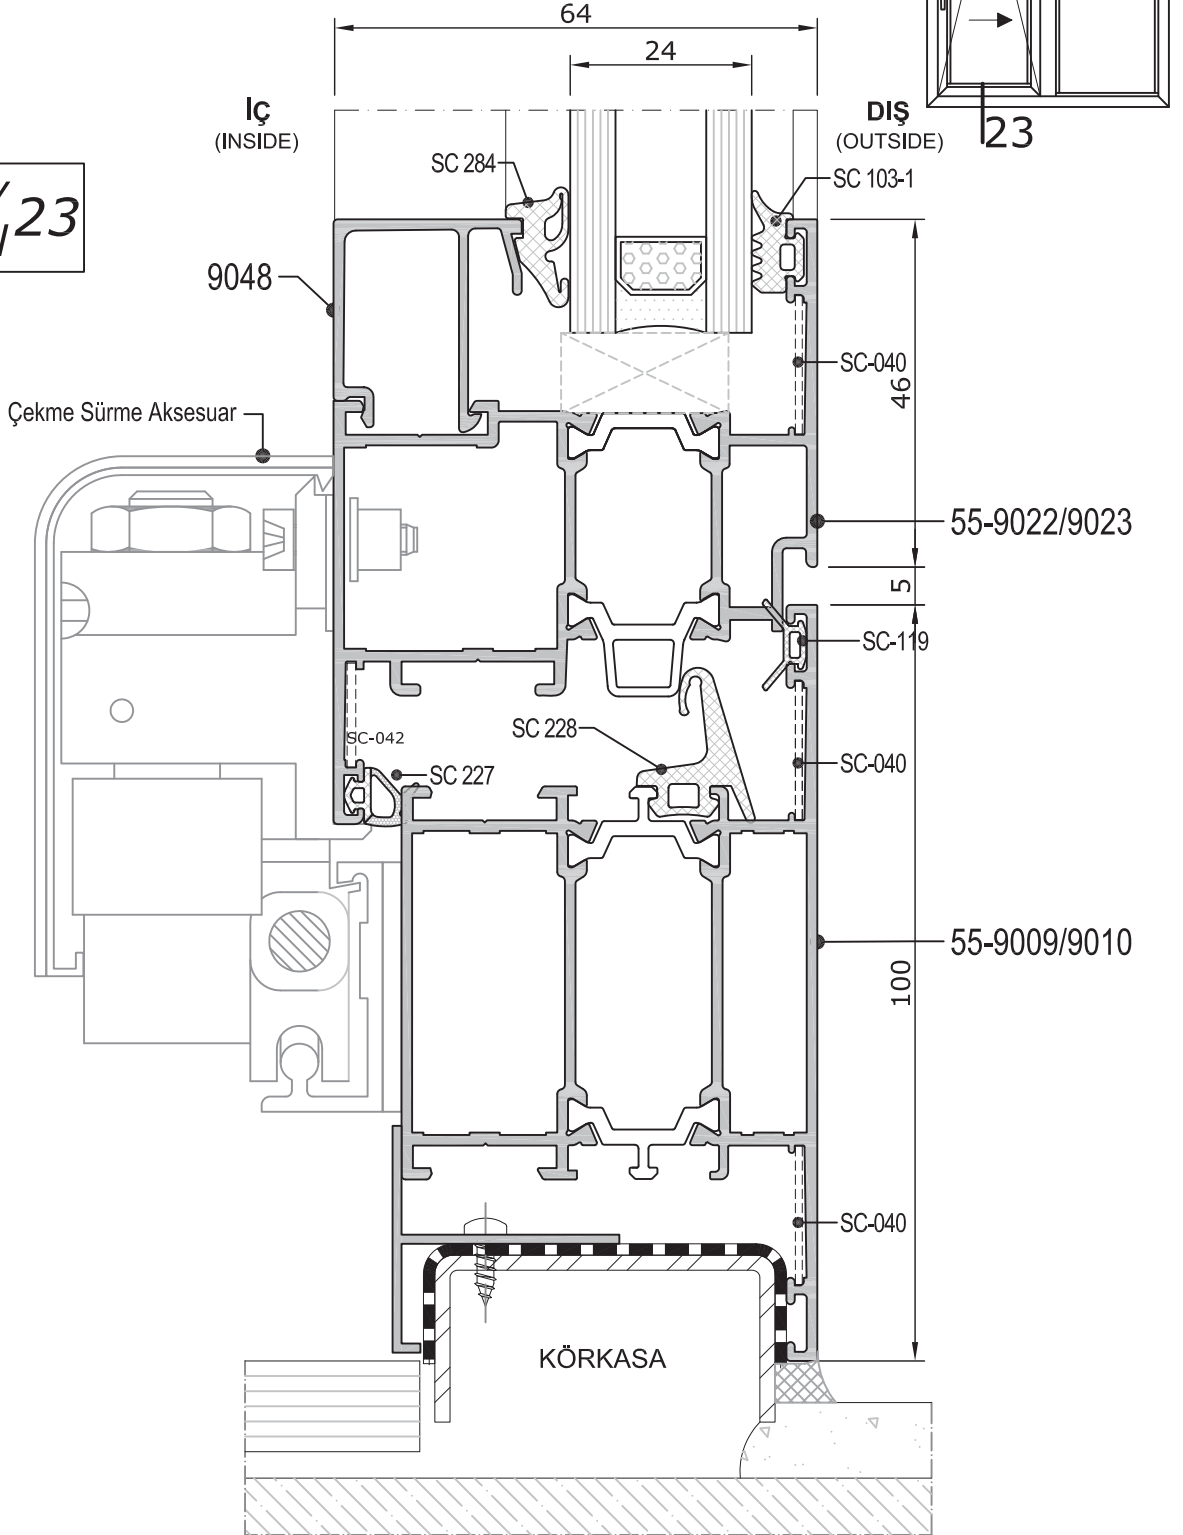 64
24
İÇ
(INSIDE)
DIŞ
(OUTSIDE)
23
SC 284
SC 103-1
23
9048
SC-040
46
Çekme Sürme Aksesuar
55-9022/9023
5
SC-119
SC-042
SC 228
SC 227
SC-040
55-9009/9010
100
SC-040
KÖRKASA